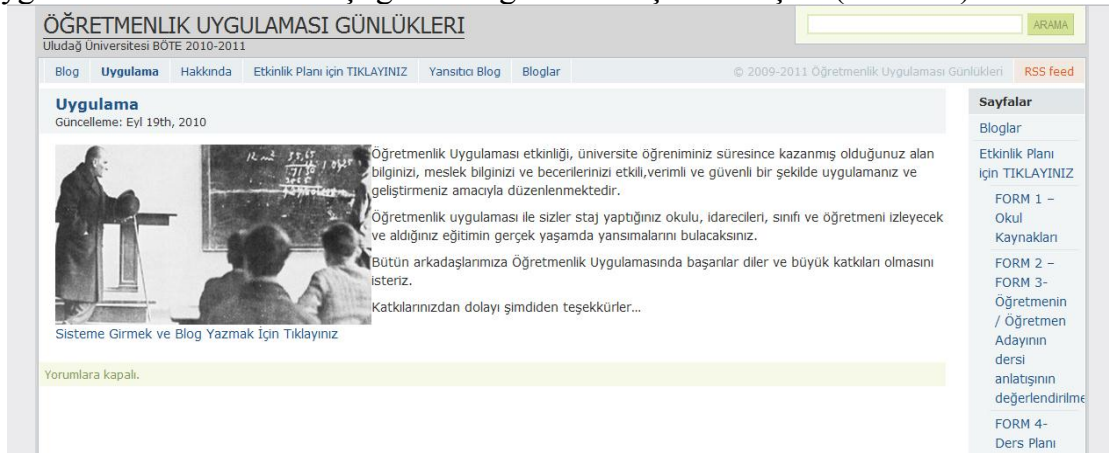 ÖĞRETMENLIK UYGULAMASI GÜNLÜKLERI
Uludağ Üniversitesi BÖTE 2010-2011
ARAMA
Blog Uygulama Hakkında Etkinlik Planı için TIKLAYINIZ Yansıtıcı Blog Bloglar © 2009-2011 Öğretmenlik Uygulaması Günlükleri RSS feed
Uygulama
Güncelleme: Eyl 19th, 2010
Öğretmenlik Uygulaması etkinliği, üniversite öğreniminiz süresince kazanmış olduğunuz alan
bilginizi, meslek bilginizi ve becerilerinizi etkili,verimli ve güvenli bir şekilde uygulamanız ve
geliştirmeniz amacıyla düzenlenmektedir.
Öğretmenlik uygulaması ile sizler staj yaptığınız okulu, idarecileri, sınıfı ve öğretmeni izleyecek
ve aldığınız eğitimin gerçek yaşamda yansımalarını bulacaksınız.
Bütün arkadaşlarımıza Öğretmenlik Uygulamasında başarılar diler ve büyük katkıları olmasını
isteriz.
Katkılarınızdan dolayı şimdiden teşekkürler...
Sisteme Girmek ve Blog Yazmak İçin Tıklayınız
Yorumlara kapalı.
Sayfalar
Bloglar
Etkinlik Planı
için TIKLAYINIZ
FORM 1 –
Okul
Kaynakları
FORM 2 –
FORM 3-
Öğretmenin
/ Öğretmen
Adayının
dersi
anlatışının
değerlendirilme
FORM 4-
Ders Planı